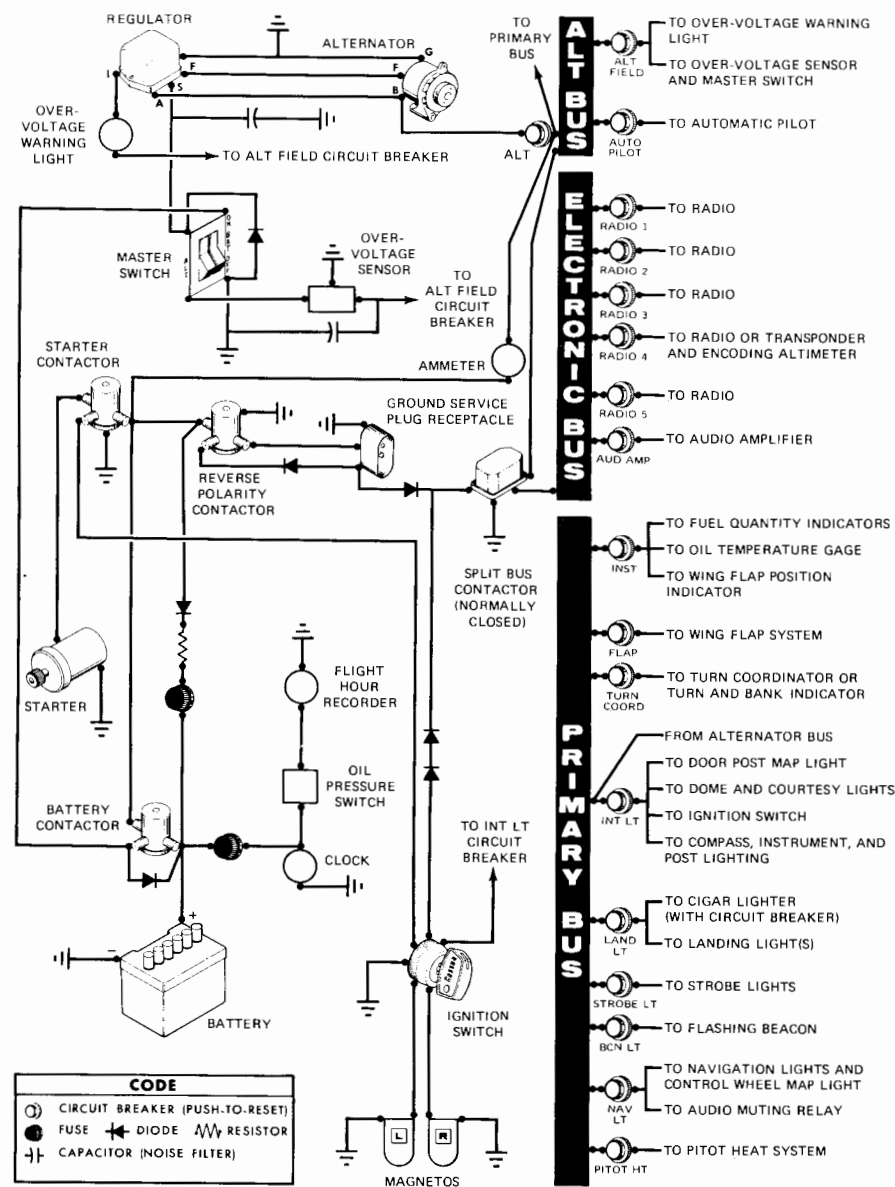 REGULATOR
ALTERNATOR
G
F
F
I
S
A
B
OVER-
VOLTAGE
WARNING
LIGHT
TO ALT FIELD CIRCUIT BREAKER
TO
PRIMARY
BUS
ALT
ALT BUS
ALT
FIELD
TO OVER-VOLTAGE WARNING
LIGHT
TO OVER-VOLTAGE SENSOR
AND MASTER SWITCH
AUTO
PILOT
TO AUTOMATIC PILOT
MASTER
SWITCH
OVER-
VOLTAGE
SENSOR
TO
ALT FIELD
CIRCUIT
BREAKER
ELECTRONIC BUS
RADIO 1
TO RADIO
RADIO 2
TO RADIO
RADIO 3
TO RADIO
RADIO 4
TO RADIO OR TRANSPONDER
AND ENCODING ALTIMETER
RADIO 5
TO RADIO
AUD AMP
TO AUDIO AMPLIFIER
STARTER
CONTACTOR
AMMETER
GROUND SERVICE
PLUG RECEPTACLE
REVERSE
POLARITY
CONTACTOR
SPLIT BUS
CONTACTOR
(NORMALLY
CLOSED)
STARTER
FLIGHT
HOUR
RECORDER
OIL
PRESSURE
SWITCH
BATTERY
CONTACTOR
CLOCK
TO INT LT
CIRCUIT
BREAKER
+
−
BATTERY
IGNITION
SWITCH
L
R
MAGNETOS
PRIMARY BUS
INST
TO FUEL QUANTITY INDICATORS
TO OIL TEMPERATURE GAGE
TO WING FLAP POSITION
INDICATOR
FLAP
TO WING FLAP SYSTEM
TURN
COORD
TO TURN COORDINATOR OR
TURN AND BANK INDICATOR
FROM ALTERNATOR BUS
INT LT
TO DOOR POST MAP LIGHT
TO DOME AND COURTESY LIGHTS
TO IGNITION SWITCH
TO COMPASS, INSTRUMENT, AND
POST LIGHTING
LAND
LT
TO CIGAR LIGHTER
(WITH CIRCUIT BREAKER)
TO LANDING LIGHT(S)
STROBE LT
TO STROBE LIGHTS
BCN LT
TO FLASHING BEACON
NAV
LT
TO NAVIGATION LIGHTS AND
CONTROL WHEEL MAP LIGHT
TO AUDIO MUTING RELAY
PITOT HT
TO PITOT HEAT SYSTEM
CODE
CIRCUIT BREAKER (PUSH-TO-RESET)
FUSE DIODE RESISTOR
CAPACITOR (NOISE FILTER)